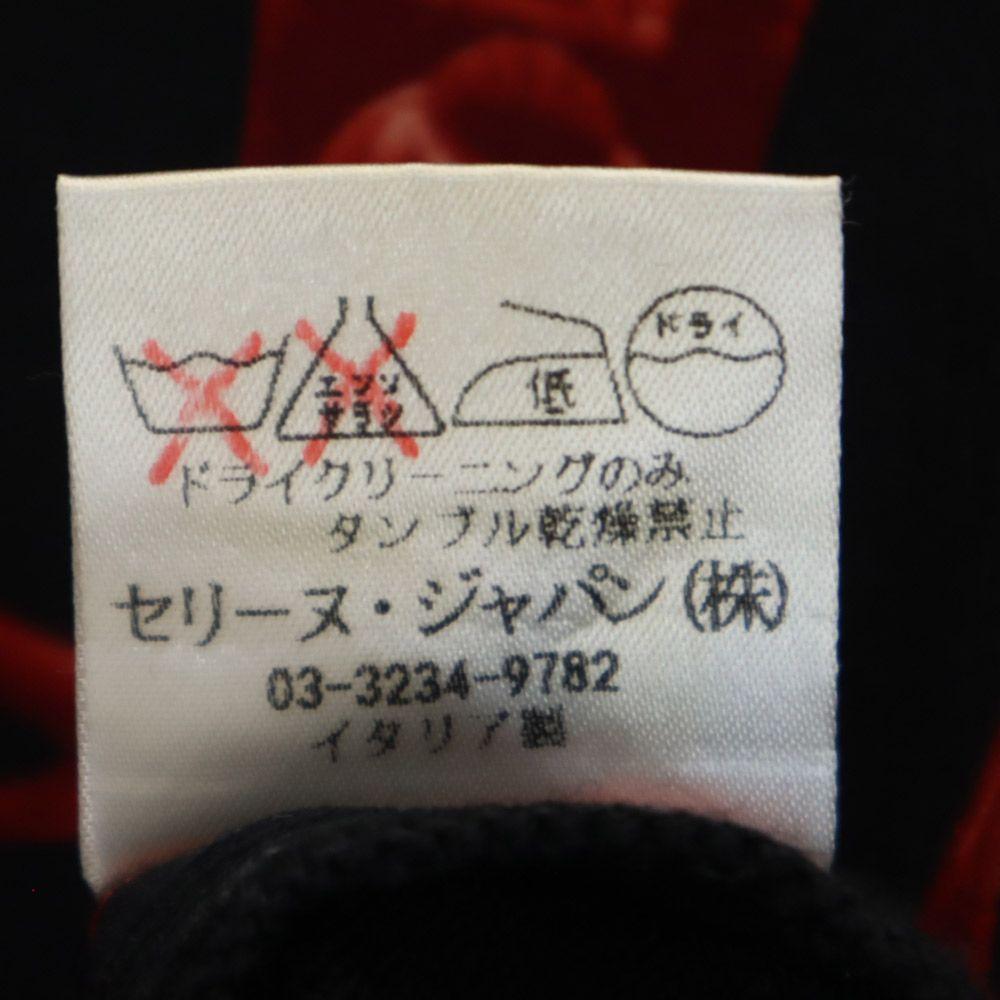 エンソ
サラシ
低
ドライ
ドライクリーニングのみ
タンブル乾燥禁止
セリーヌ・ジャパン(株)
03-3234-9782
イタリア製